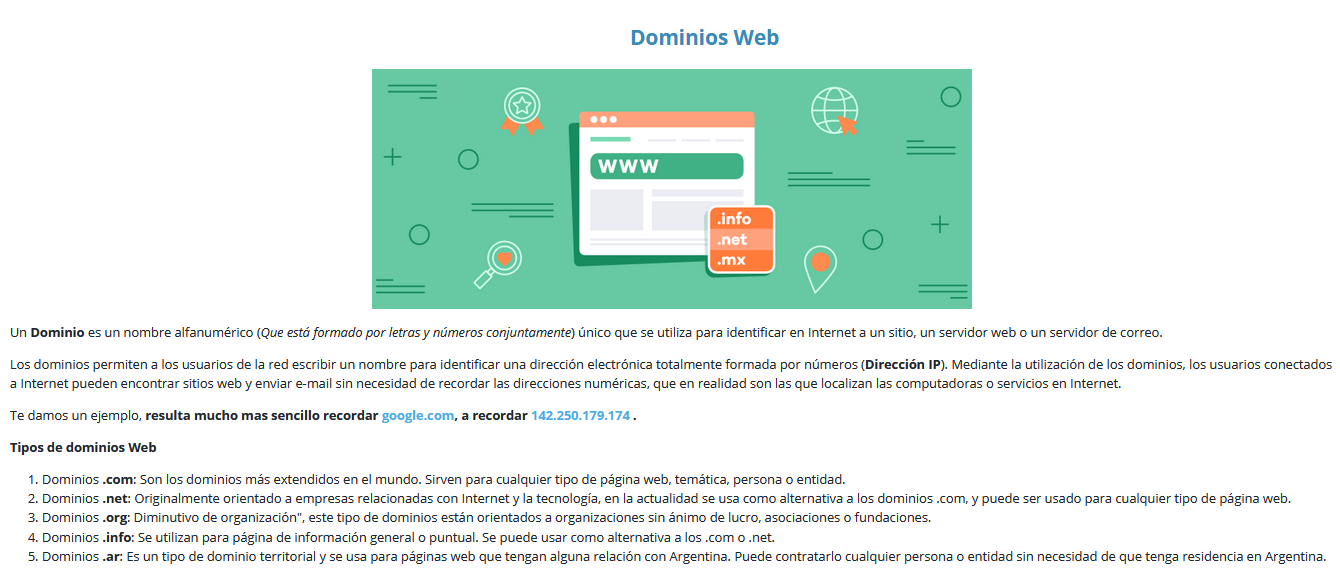 Dominios Web
WWW
.info
.net
.mx
Un Dominio es un nombre alfanumérico (Que está formado por letras y números conjuntamente) único que se utiliza para identificar en Internet a un sitio, un servidor web o un servidor de correo.
Los dominios permiten a los usuarios de la red escribir un nombre para identificar una dirección electrónica totalmente formada por números (Dirección IP). Mediante la utilización de los dominios, los usuarios conectados
a Internet pueden encontrar sitios web y enviar e-mail sin necesidad de recordar las direcciones numéricas, que en realidad son las que localizan las computadoras o servicios en Internet.
Te damos un ejemplo, resulta mucho mas sencillo recordar google.com, a recordar 142.250.179.174 .
Tipos de dominios Web
1. Dominios .com: Son los dominios más extendidos en el mundo. Sirven para cualquier tipo de página web, temática, persona o entidad.
2. Dominios .net: Originalmente orientado a empresas relacionadas con Internet y la tecnología, en la actualidad se usa como alternativa a los dominios .com, y puede ser usado para cualquier tipo de página web.
3. Dominios .org: Diminutivo de organización", este tipo de dominios están orientados a organizaciones sin ánimo de lucro, asociaciones o fundaciones.
4. Dominios .info: Se utilizan para página de información general o puntual. Se puede usar como alternativa a los .com o .net.
5. Dominios .ar: Es un tipo de dominio territorial y se usa para páginas web que tengan alguna relación con Argentina. Puede contratarlo cualquier persona o entidad sin necesidad de que tenga residencia en Argentina.